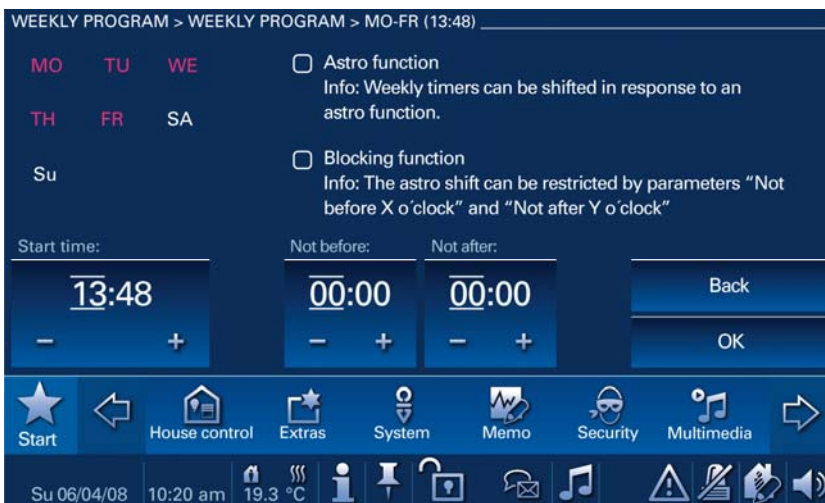 WEEKLY PROGRAM > WEEKLY PROGRAM > MO-FR (13:48)
MO TU WE
TH FR SA
Su
Astro function
Info: Weekly timers can be shifted in response to an
astro function.
Blocking function
Info: The astro shift can be restricted by parameters “Not
before X o´clock” and “Not after Y o´clock”
Start time:
13:48
- +
Not before:
00:00
- +
Not after:
00:00
- +
Back
OK
Start
House control
Extras
System
Memo
Security
Multimedia
Su 06/04/08
10:20 am
19.3 °C